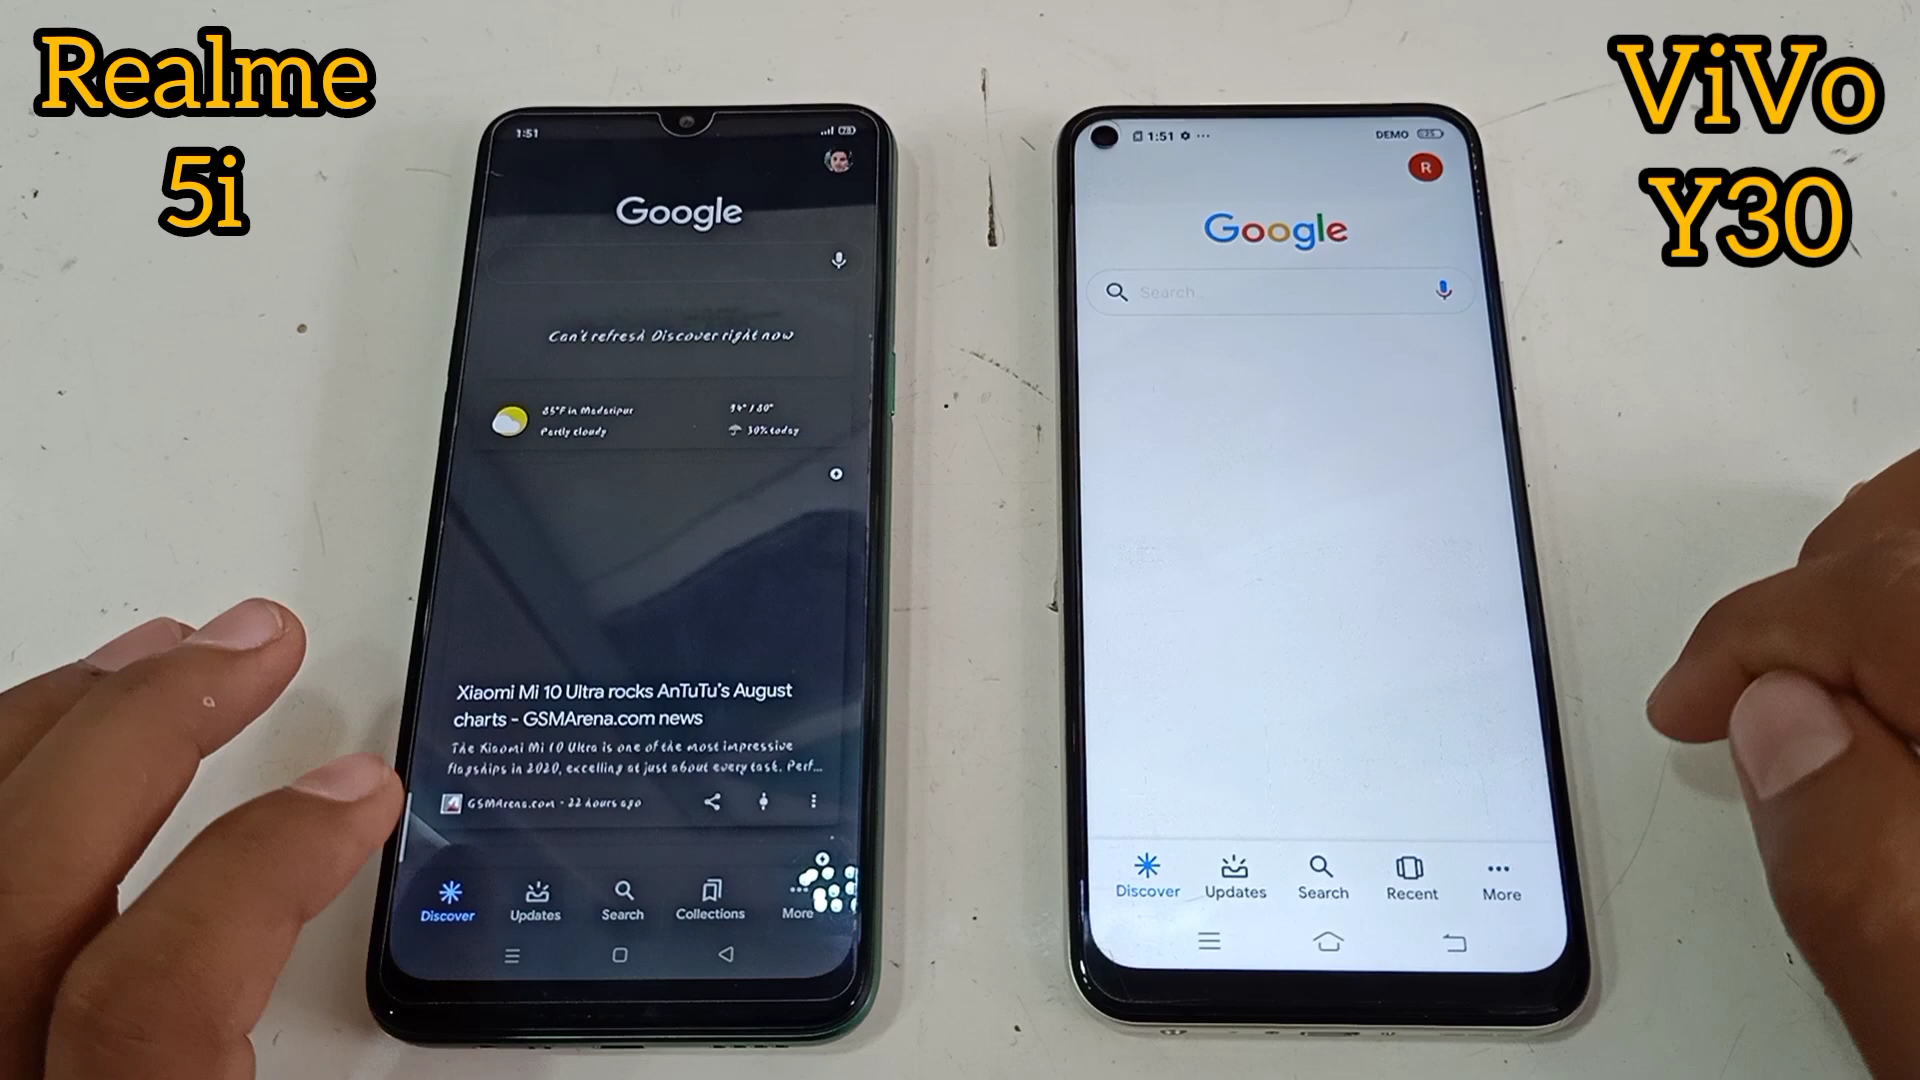 Realme
5i
ViVo
Y30
1:51
Google
Can't refresh Discover right now
85°F in Madaripur
Partly cloudy
94° / 80°
30% today
Xiaomi Mi 10 Ultra rocks AnTuTu's August
charts - GSMArena.com news
The Xiaomi Mi 10 Ultra is one of the most impressive
flagships in 2020, excelling at just about every task. Perf...
GSMArena.com · 22 hours ago
Discover Updates Search Collections More
1:51 ··· DEMO
R
Google
Search
Discover Updates Search Recent More